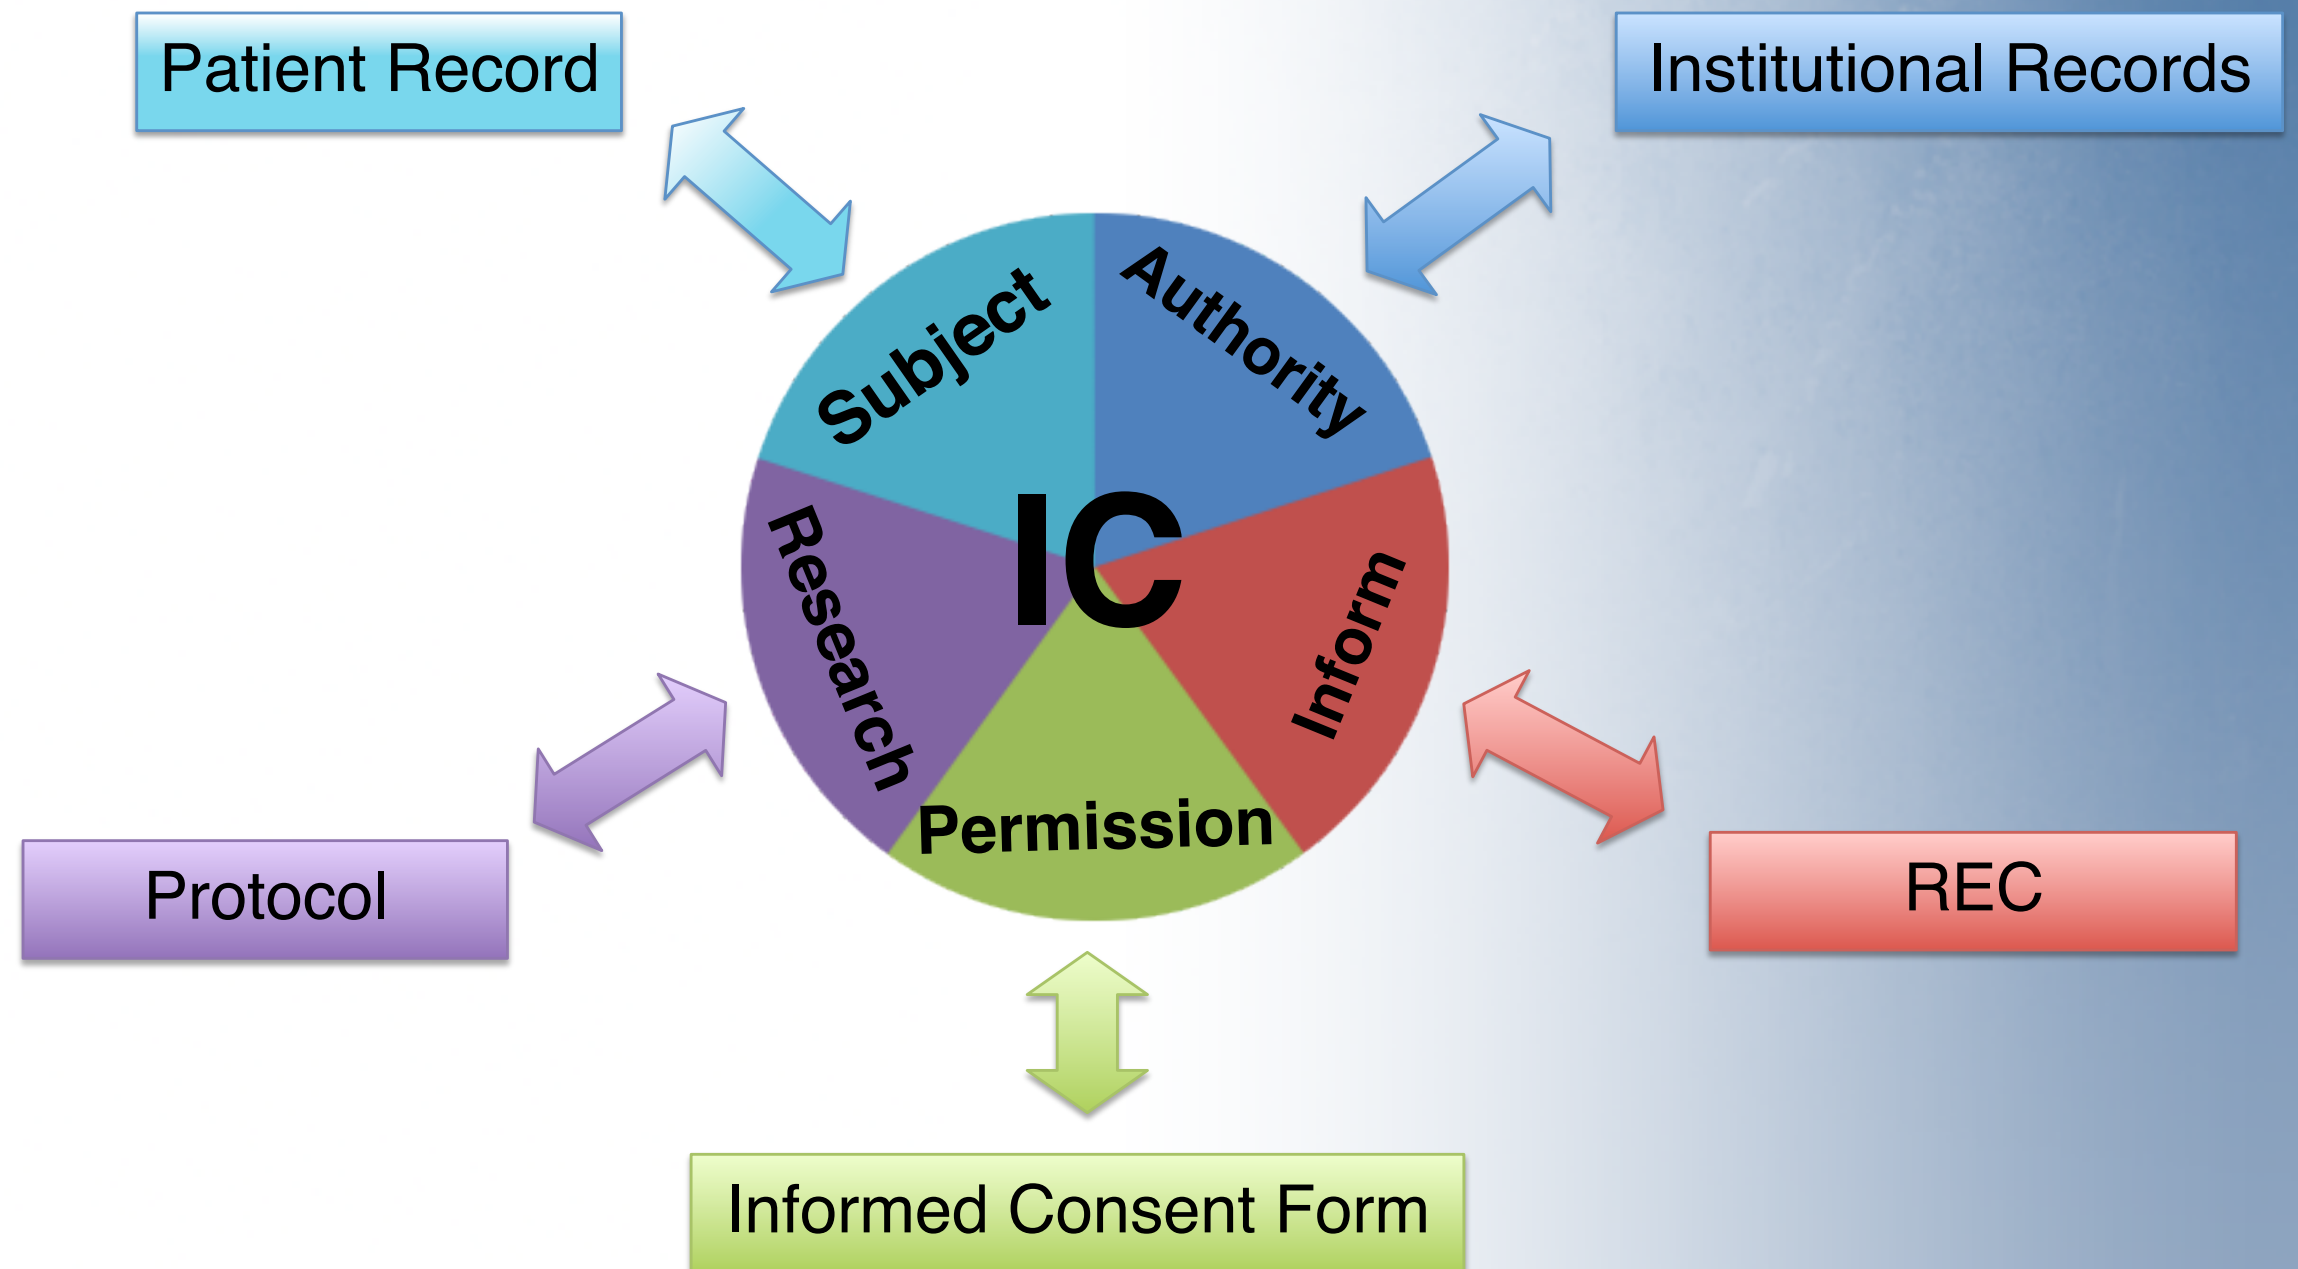 Patient Record
Institutional Records
Subject
Authority
IC
Research
Inform
Permission
Protocol
REC
Informed Consent Form